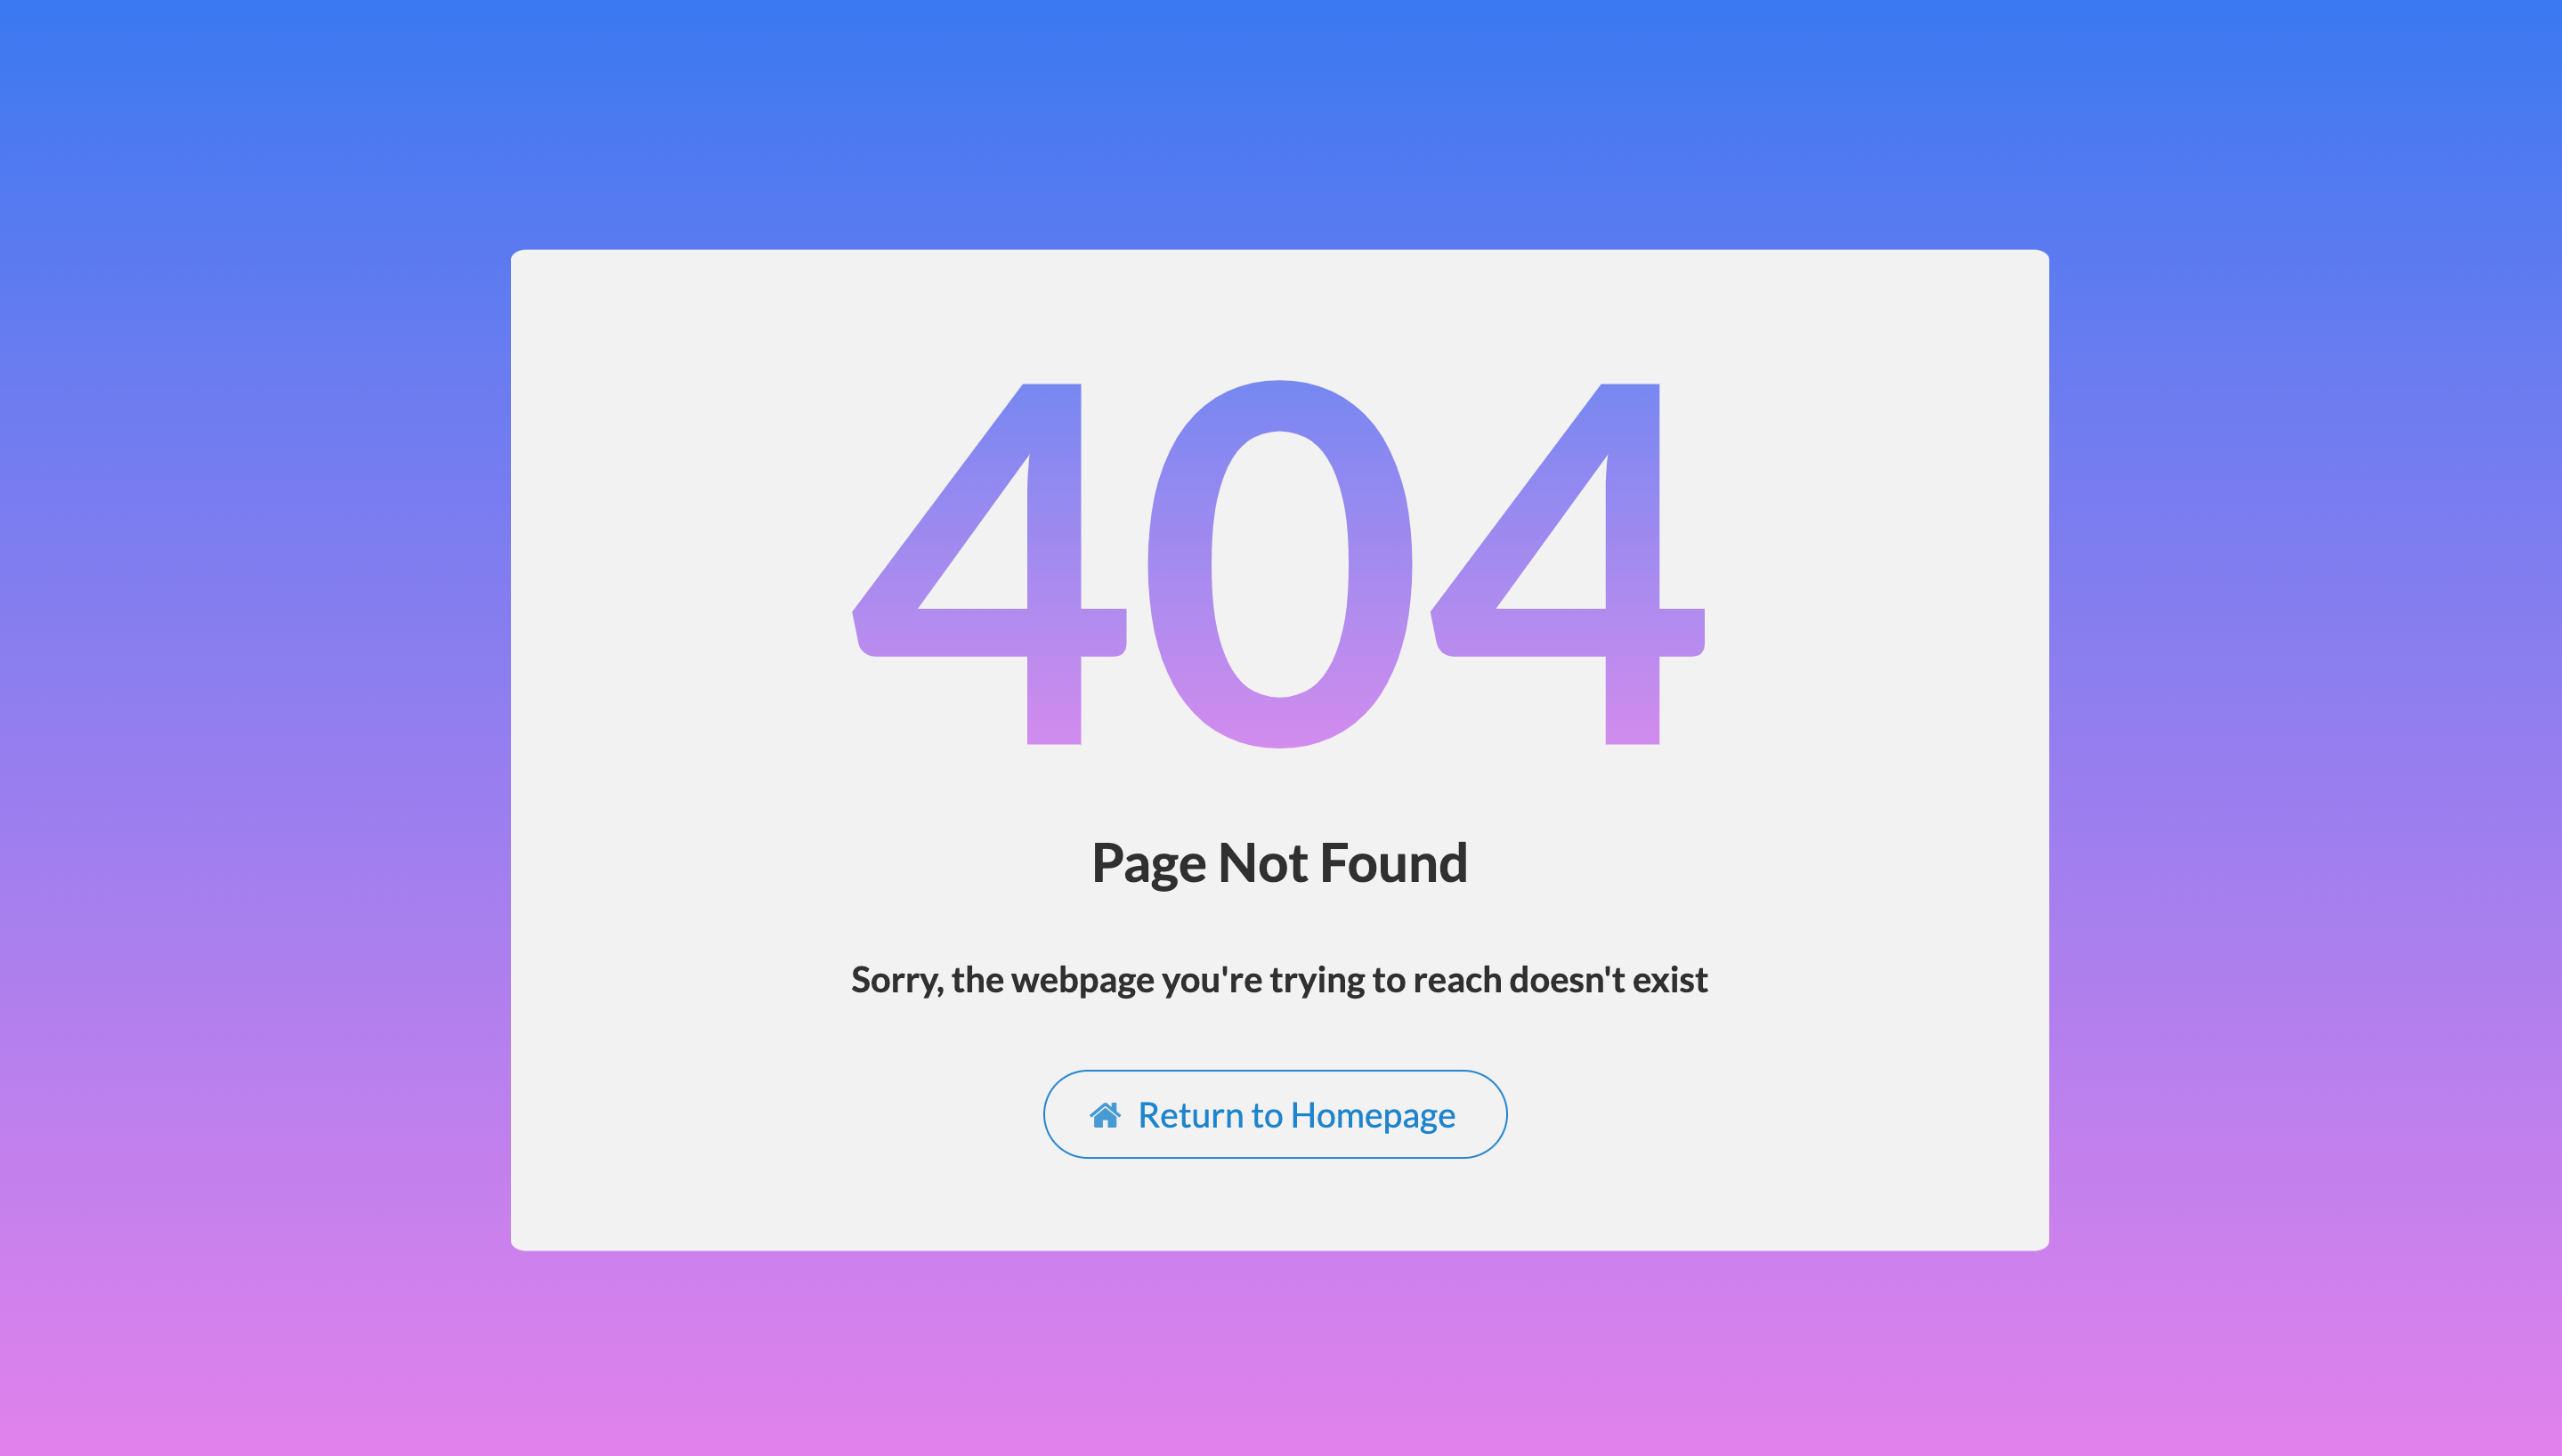 404
Page Not Found
Sorry, the webpage you're trying to reach doesn't exist
Return to Homepage